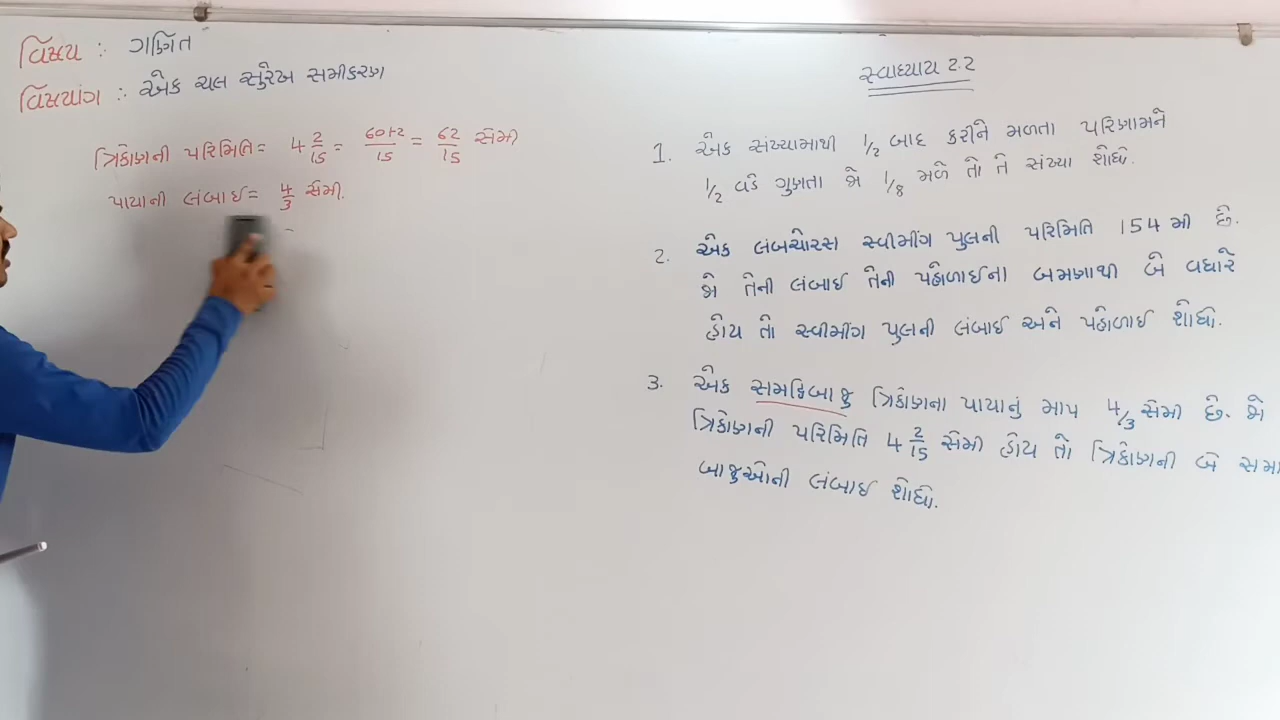 વિષય : ગણિત
વિષયાંગ : એક ચલ સુરેખ સમીકરણ
ત્રિકોણની પરિમિતિ = 4 2/15 = 60+2/15 = 62/15 સેમી
પાયાની લંબાઈ = 4/3 સેમી.
સ્વાધ્યાય 2.2
1. એક સંખ્યામાથી 1/2 બાદ કરીને મળતા પરિણામને
1/2 વડે ગુણતા જો 1/8 મળે તો તે સંખ્યા શોધો.
2. એક લંબચોરસ સ્વીમીંગ પુલની પરિમિતિ 154 મી છે.
જો તેની લંબાઈ તેની પહોળાઈના બમણાથી બે વધારે
હોય તો સ્વીમીંગ પુલની લંબાઈ અને પહોળાઈ શોધો.
3. એક સમદ્વિબાજુ ત્રિકોણના પાયાનું માપ 4/3 સેમી છે. જો
ત્રિકોણની પરિમિતિ 4 2/15 સેમી હોય તો ત્રિકોણની બે સમા
બાજુઓની લંબાઈ શોધો.